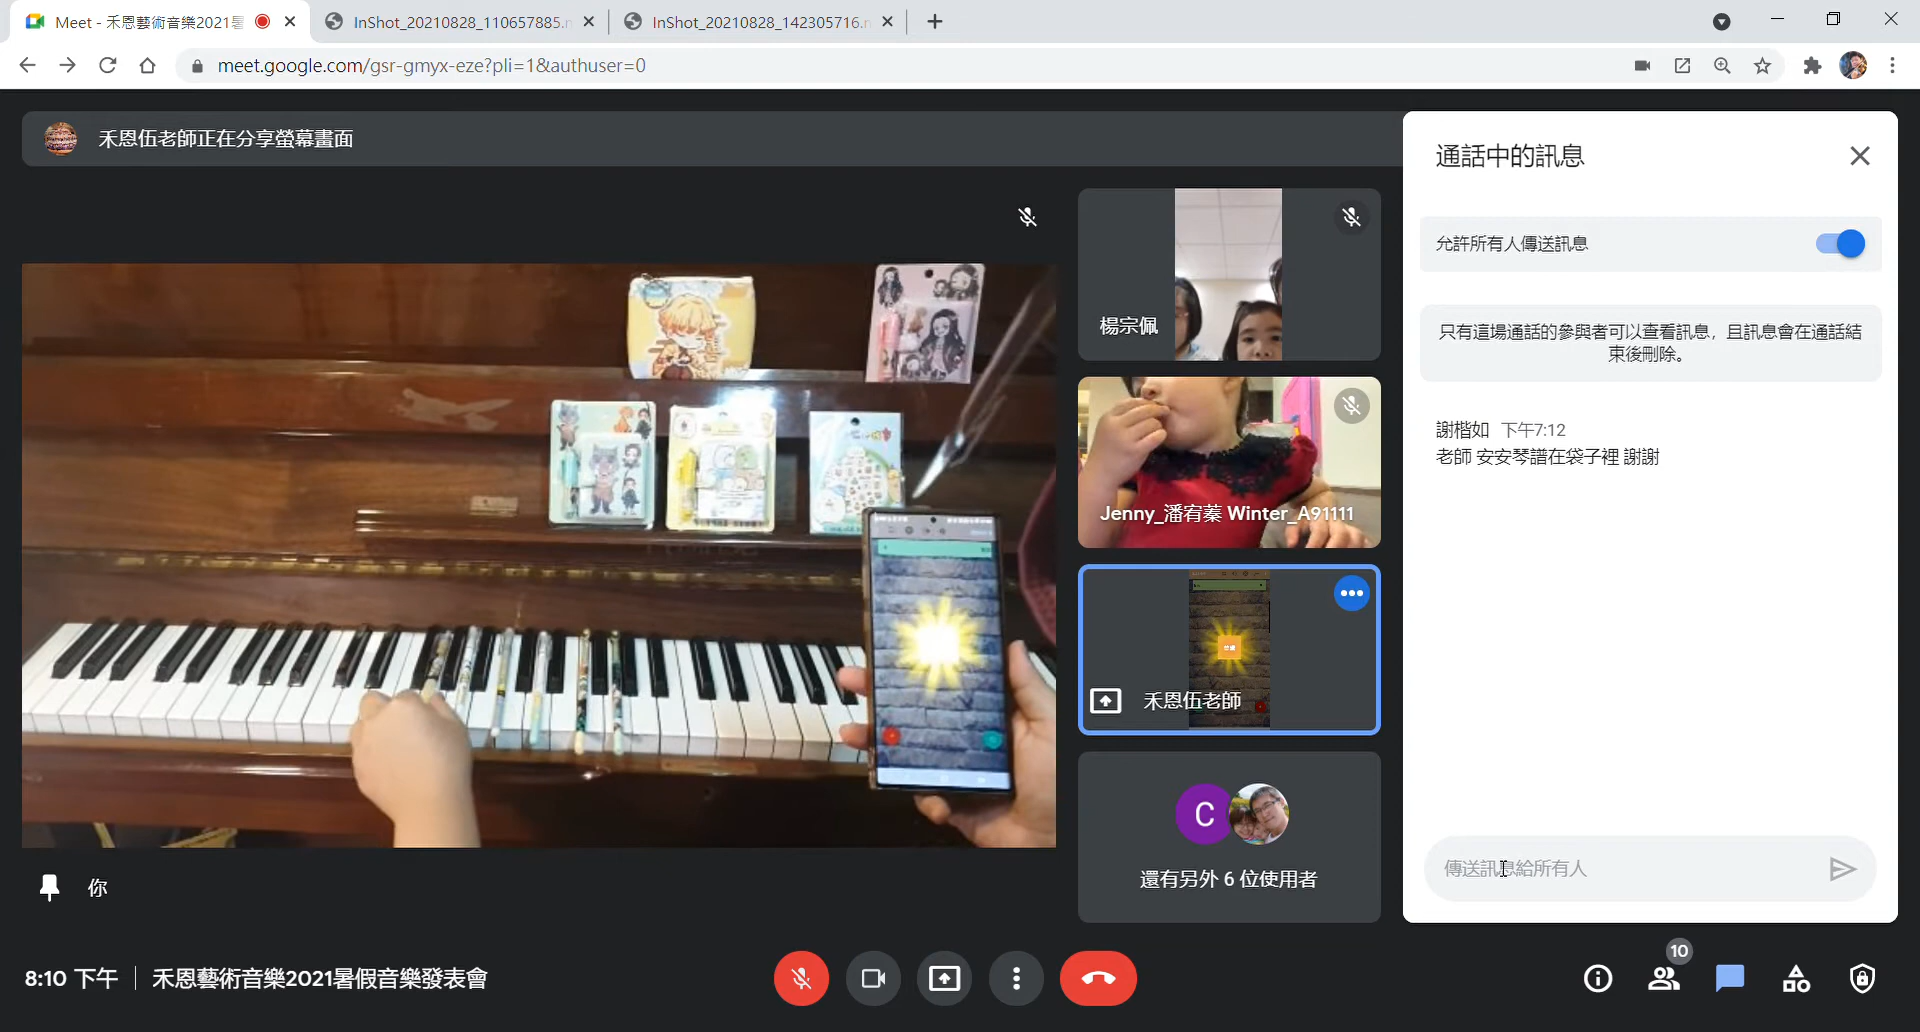 Meet - 禾恩藝術音樂2021暑
InShot_20210828_110657885.m
InShot_20210828_142305716.m
meet.google.com/gsr-gmyx-eze?pli=1&authuser=0
禾恩伍老師正在分享螢幕畫面
楊宗佩
Jenny_潘宥蓁 Winter_A91111
禾恩伍老師
C
還有另外 6 位使用者
你
通話中的訊息
允許所有人傳送訊息
只有這場通話的參與者可以查看訊息，且訊息會在通話結
束後刪除。
謝楷如 下午7:12
老師 安安琴譜在袋子裡 謝謝
傳送訊息給所有人
8:10 下午
禾恩藝術音樂2021暑假音樂發表會
10